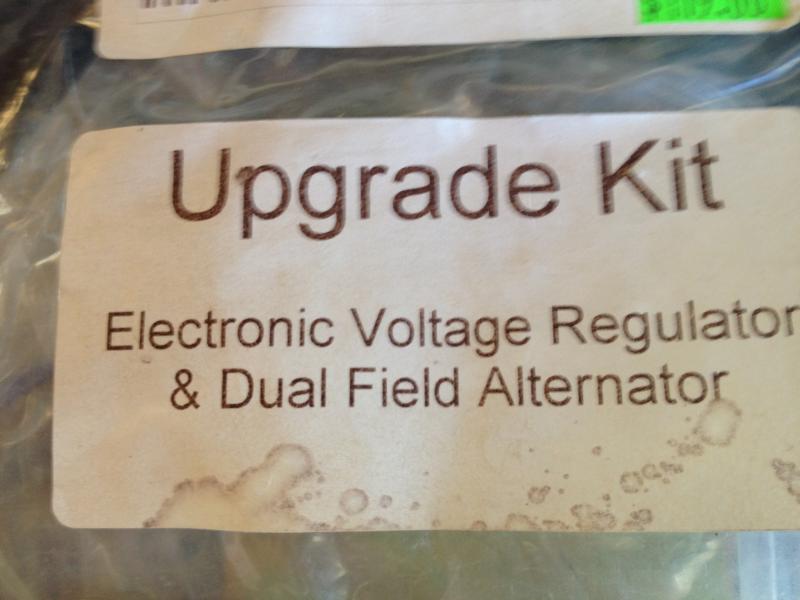 Upgrade Kit
Electronic Voltage Regulator
& Dual Field Alternator